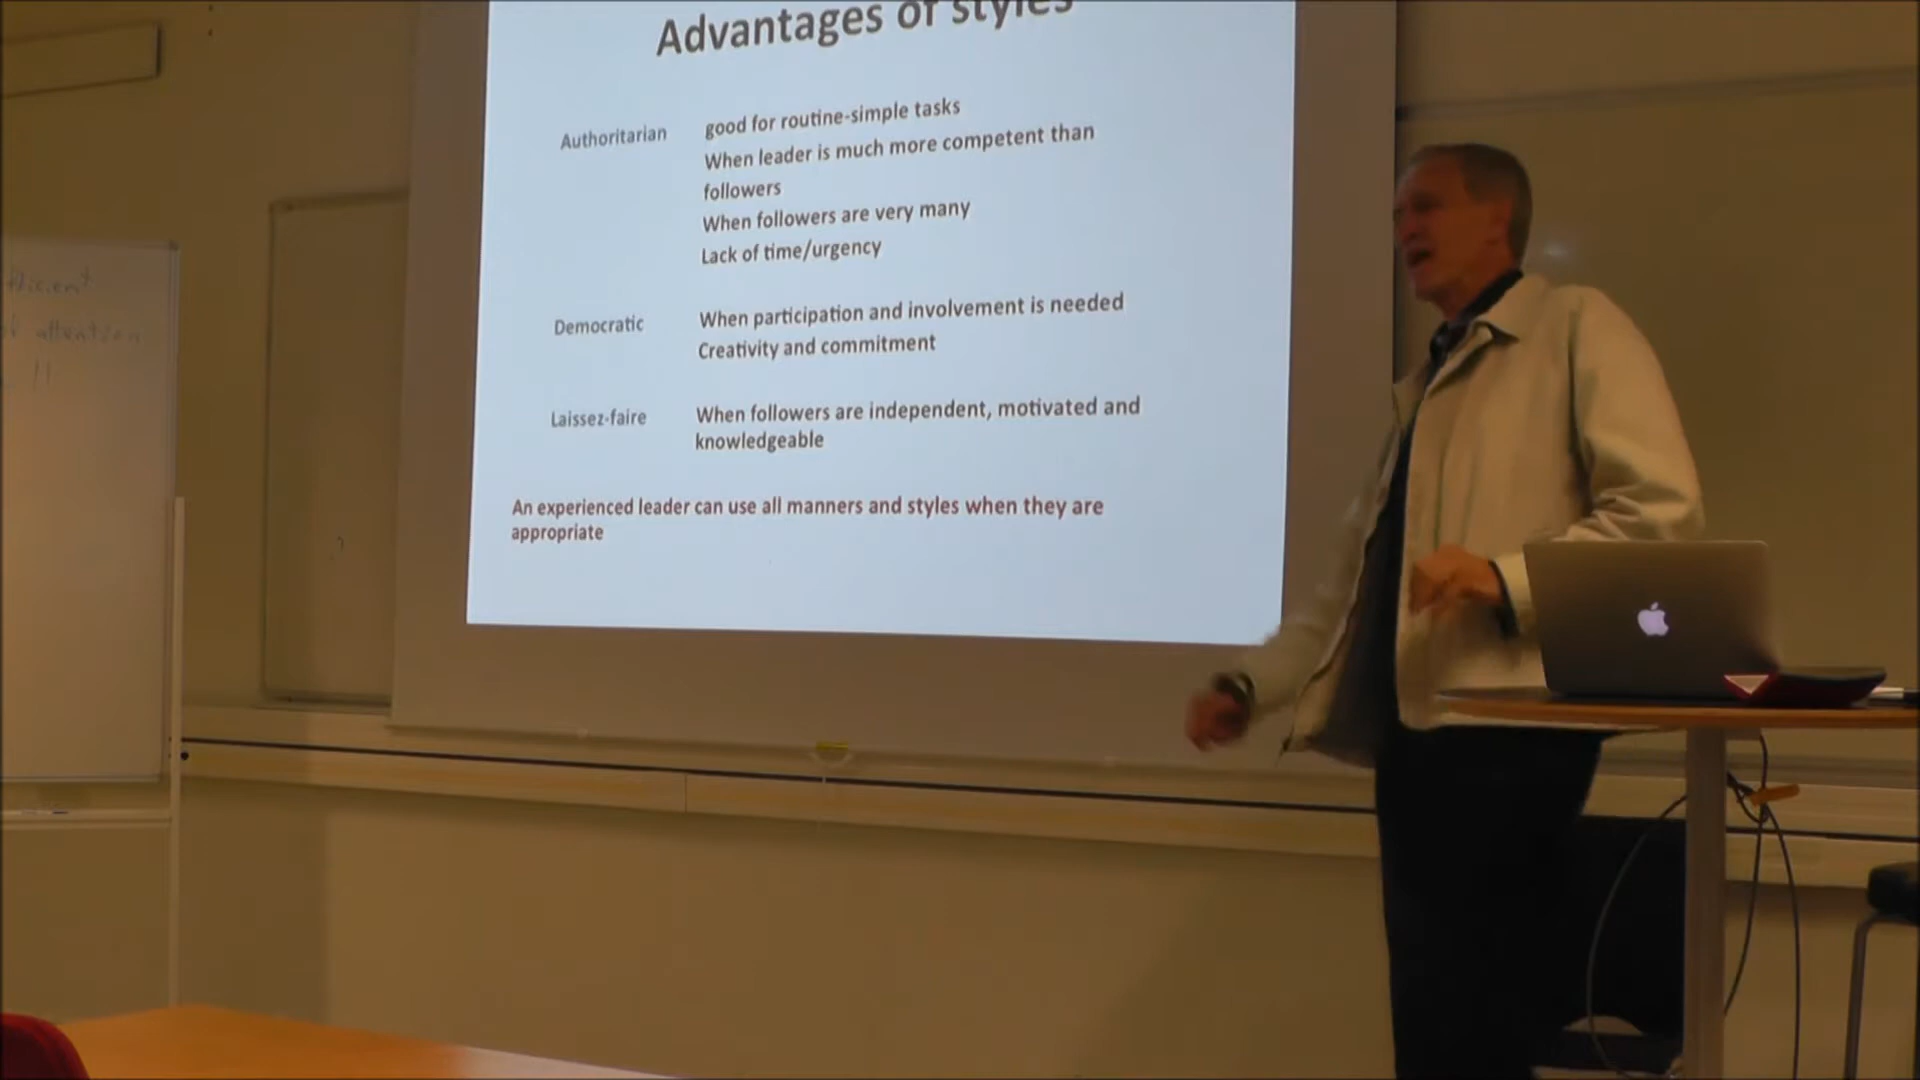 Advantages of styles
Authoritarian
good for routine-simple tasks
When leader is much more competent than
followers
When followers are very many
Lack of time/urgency
Democratic
When participation and involvement is needed
Creativity and commitment
Laissez-faire
When followers are independent, motivated and
knowledgeable
An experienced leader can use all manners and styles when they are
appropriate
attention
!!